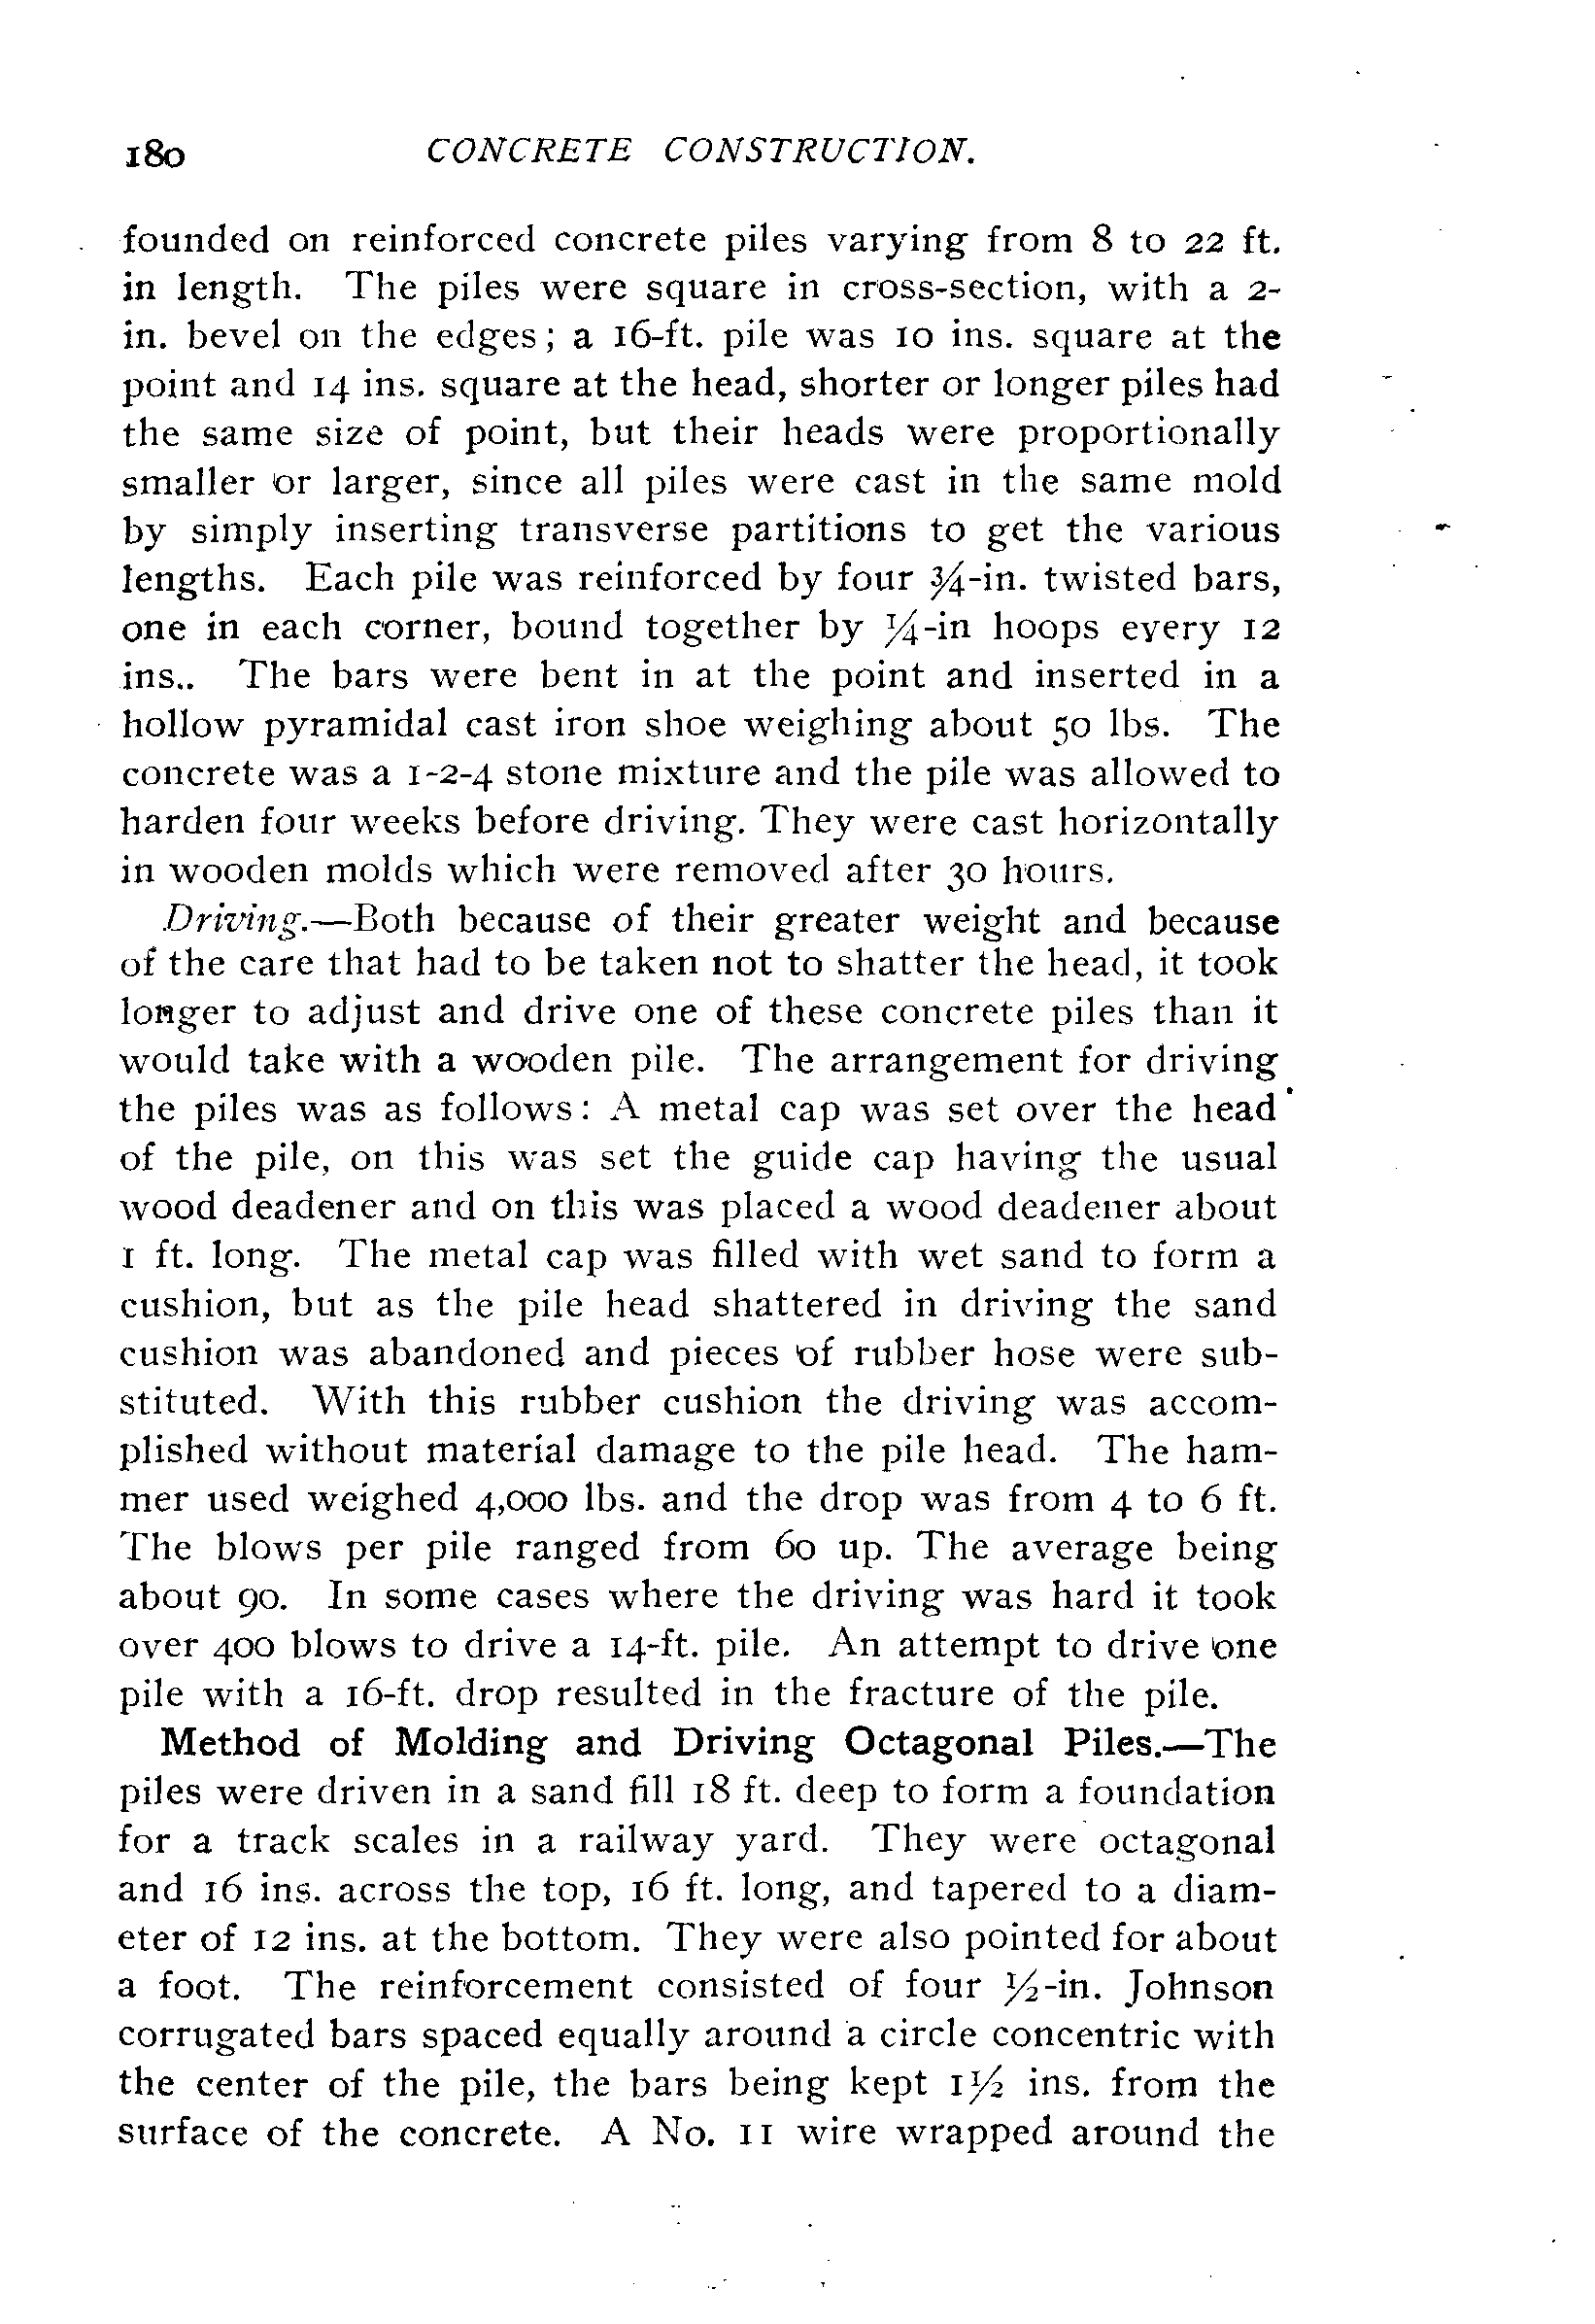 180 CONCRETE CONSTRUCTION.
founded on reinforced concrete piles varying from 8 to 22 ft.
in length. The piles were square in cross-section, with a 2-
in. bevel on the edges; a 16-ft. pile was 10 ins. square at the
point and 14 ins. square at the head, shorter or longer piles had
the same size of point, but their heads were proportionally
smaller or larger, since all piles were cast in the same mold
by simply inserting transverse partitions to get the various
lengths. Each pile was reinforced by four ¾-in. twisted bars,
one in each corner, bound together by ¼-in hoops every 12
ins.. The bars were bent in at the point and inserted in a
hollow pyramidal cast iron shoe weighing about 50 lbs. The
concrete was a 1-2-4 stone mixture and the pile was allowed to
harden four weeks before driving. They were cast horizontally
in wooden molds which were removed after 30 hours.
Driving.—Both because of their greater weight and because
of the care that had to be taken not to shatter the head, it took
longer to adjust and drive one of these concrete piles than it
would take with a wooden pile. The arrangement for driving
the piles was as follows: A metal cap was set over the head
of the pile, on this was set the guide cap having the usual
wood deadener and on this was placed a wood deadener about
1 ft. long. The metal cap was filled with wet sand to form a
cushion, but as the pile head shattered in driving the sand
cushion was abandoned and pieces of rubber hose were sub-
stituted. With this rubber cushion the driving was accom-
plished without material damage to the pile head. The ham-
mer used weighed 4,000 lbs. and the drop was from 4 to 6 ft.
The blows per pile ranged from 60 up. The average being
about 90. In some cases where the driving was hard it took
over 400 blows to drive a 14-ft. pile. An attempt to drive one
pile with a 16-ft. drop resulted in the fracture of the pile.
Method of Molding and Driving Octagonal Piles.—The
piles were driven in a sand fill 18 ft. deep to form a foundation
for a track scales in a railway yard. They were octagonal
and 16 ins. across the top, 16 ft. long, and tapered to a diam-
eter of 12 ins. at the bottom. They were also pointed for about
a foot. The reinforcement consisted of four ½-in. Johnson
corrugated bars spaced equally around a circle concentric with
the center of the pile, the bars being kept 1½ ins. from the
surface of the concrete. A No. 11 wire wrapped around the